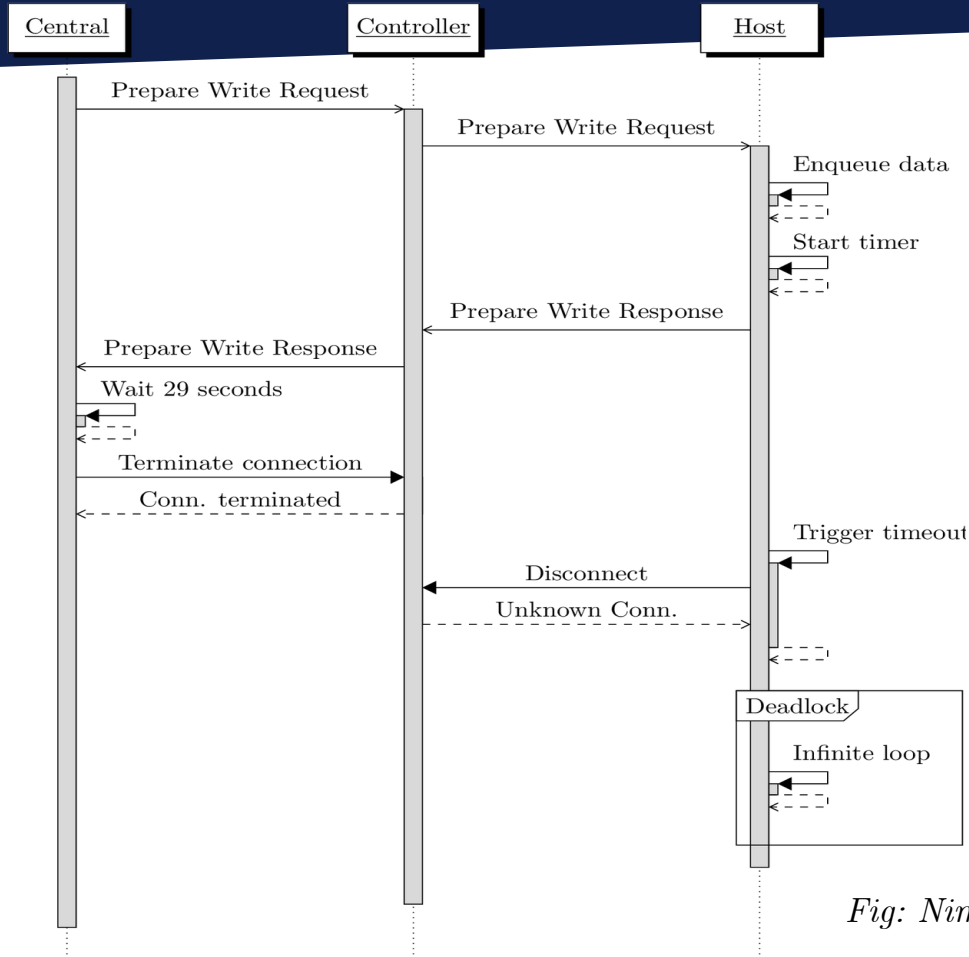 Central
Controller
Host
Prepare Write Request
Prepare Write Request
Enqueue data
Start timer
Prepare Write Response
Prepare Write Response
Wait 29 seconds
Terminate connection
Conn. terminated
Trigger timeout
Disconnect
Unknown Conn.
Deadlock
Infinite loop
Fig: